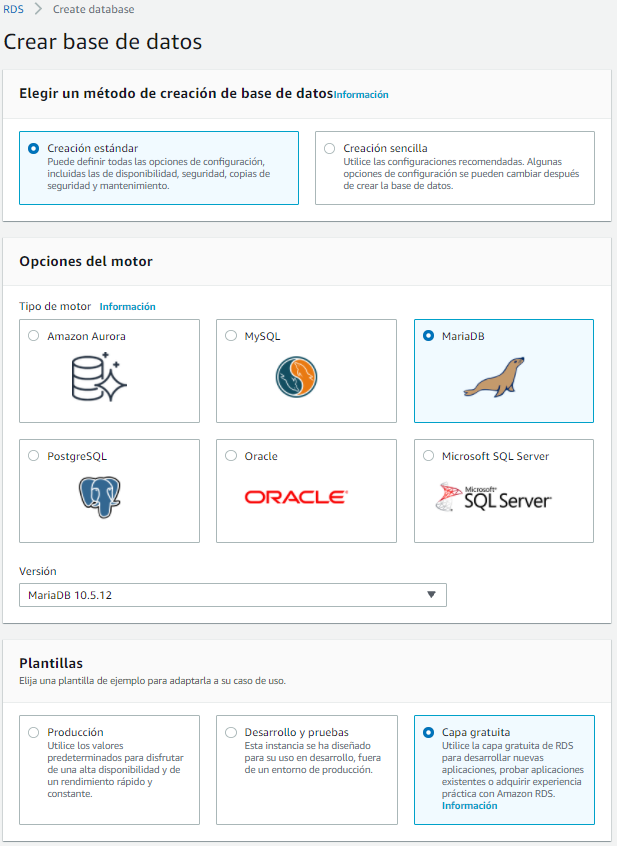 RDS > Create database
Crear base de datos
Elegir un método de creación de base de datosInformación
Creación estándar
Puede definir todas las opciones de configuración,
incluidas las de disponibilidad, seguridad, copias de
seguridad y mantenimiento.
Creación sencilla
Utilice las configuraciones recomendadas. Algunas
opciones de configuración se pueden cambiar después
de crear la base de datos.
Opciones del motor
Tipo de motor Información
Amazon Aurora
MySQL
MariaDB
PostgreSQL
Oracle
ORACLE
Microsoft SQL Server
Microsoft
SQL Server
Versión
MariaDB 10.5.12
Plantillas
Elija una plantilla de ejemplo para adaptarla a su caso de uso.
Producción
Utilice los valores
predeterminados para disfrutar
de una alta disponibilidad y de
un rendimiento rápido y
constante.
Desarrollo y pruebas
Esta instancia se ha diseñado
para su uso en desarrollo, fuera
de un entorno de producción.
Capa gratuita
Utilice la capa gratuita de RDS
para desarrollar nuevas
aplicaciones, probar aplicaciones
existentes o adquirir experiencia
práctica con Amazon RDS.
Información